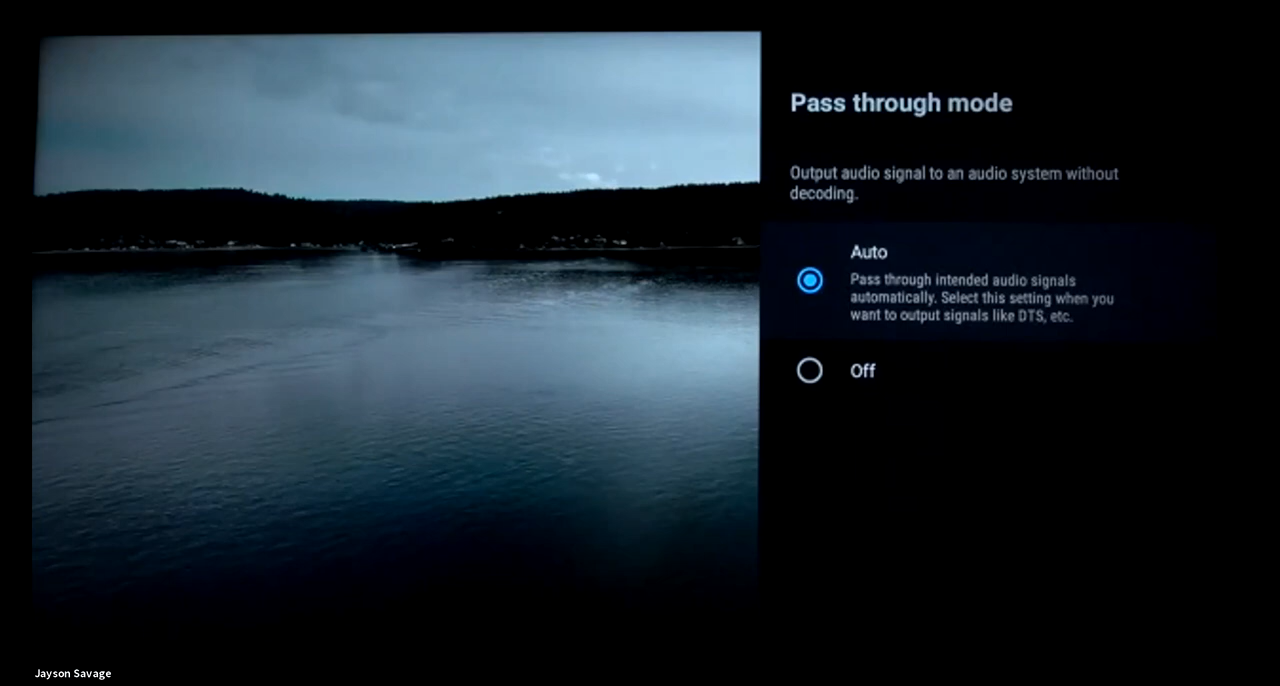 Pass through mode
Output audio signal to an audio system without
decoding.
Auto
Pass through intended audio signals
automatically. Select this setting when you
want to output signals like DTS, etc.
Off
Jayson Savage